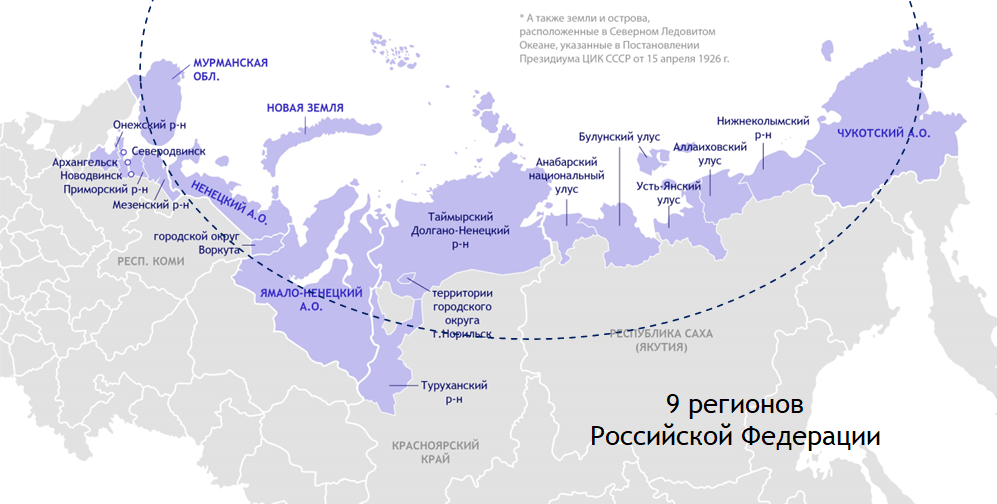 * А также земли и острова,
расположенные в Северном Ледовитом
Океане, указанные в Постановлении
Президиума ЦИК СССР от 15 апреля 1926 г.
МУРМАНСКАЯ
ОБЛ.
НОВАЯ ЗЕМЛЯ
Онежский р-н
Северодвинск
Архангельск
Новодвинск
Приморский р-н
Мезенский р-н
НЕНЕЦКИЙ А.О.
городской округ
Воркута
РЕСП. КОМИ
ЯМАЛО-НЕНЕЦКИЙ
А.О.
Таймырский
Долгано-Ненецкий
р-н
территории
городского
округа
г.Норильск
Туруханский
р-н
КРАСНОЯРСКИЙ
КРАЙ
Анабарский
национальный
улус
Булунский улус
Усть-Янский
улус
Аллаиховский
улус
Нижнеколымский
р-н
ЧУКОТСКИЙ А.О.
РЕСПУБЛИКА САХА
(ЯКУТИЯ)
9 регионов
Российской Федерации